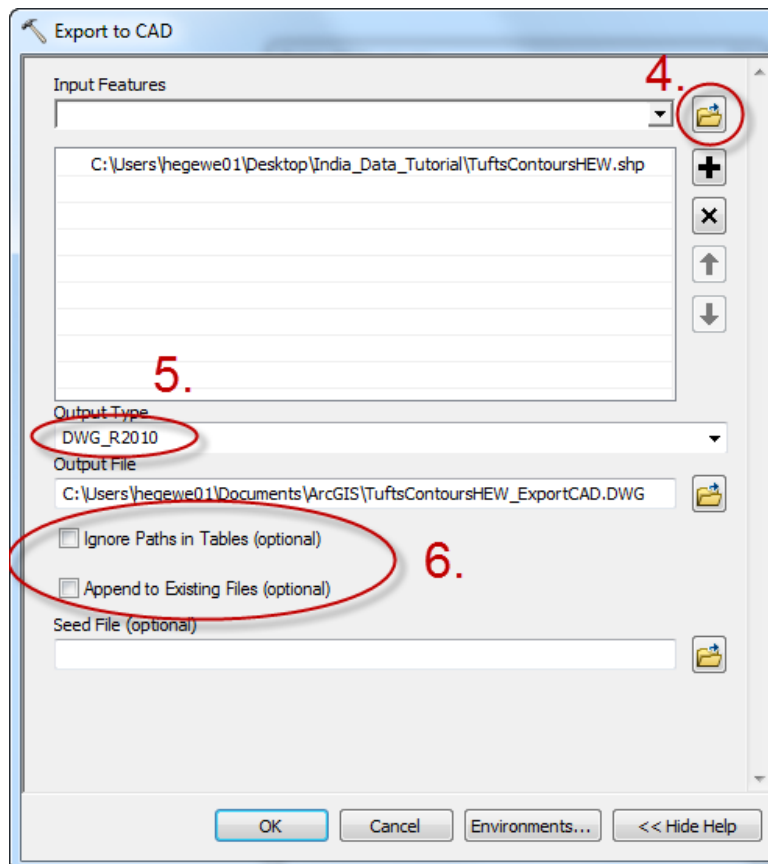 Export to CAD
4.
Input Features
C:\Users\hegewe01\Desktop\India_Data_Tutorial\TuftsContoursHEW.shp
5.
Output Type
DWG_R2010
Output File
C:\Users\hegewe01\Documents\ArcGIS\TuftsContoursHEW_ExportCAD.DWG
Ignore Paths in Tables (optional)
6.
Append to Existing Files (optional)
Seed File (optional)
OK Cancel Environments... << Hide Help